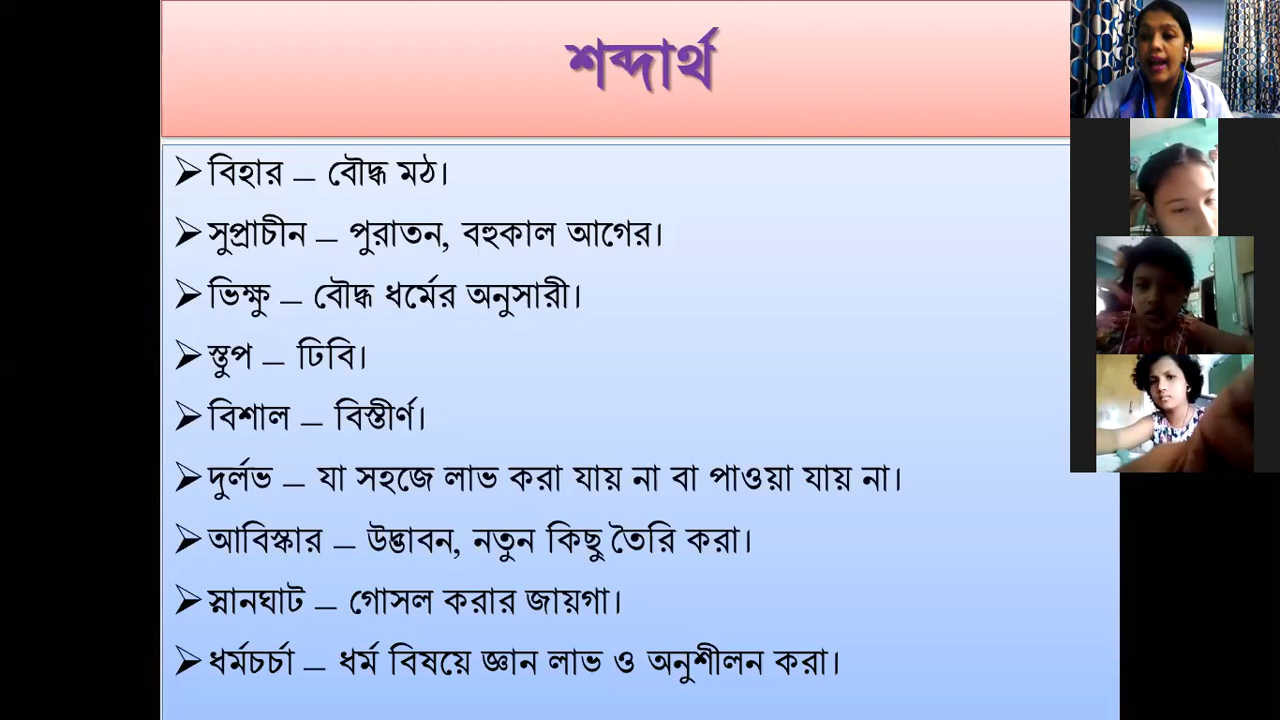 শব্দার্থ
➢বিহার – বৌদ্ধ মঠ।
➢সুপ্রাচীন – পুরাতন, বহুকাল আগের।
➢ভিক্ষু – বৌদ্ধ ধর্মের অনুসারী।
➢স্তুপ – ঢিবি।
➢বিশাল – বিস্তীর্ণ।
➢দুর্লভ – যা সহজে লাভ করা যায় না বা পাওয়া যায় না।
➢আবিস্কার – উদ্ভাবন, নতুন কিছু তৈরি করা।
➢স্নানঘাট – গোসল করার জায়গা।
➢ধর্মচর্চা – ধর্ম বিষয়ে জ্ঞান লাভ ও অনুশীলন করা।